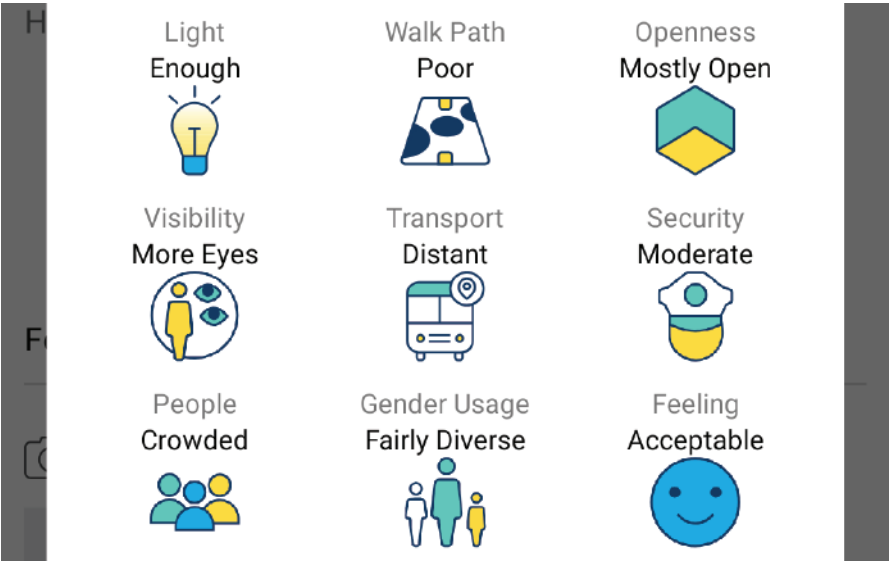 Light
Enough
Walk Path
Poor
Openness
Mostly Open
Visibility
More Eyes
Transport
Distant
Security
Moderate
People
Crowded
Gender Usage
Fairly Diverse
Feeling
Acceptable